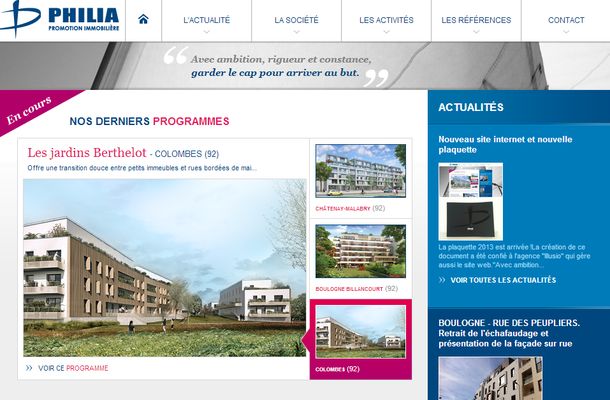 PHILIA
PROMOTION IMMOBILIÈRE
L'ACTUALITÉ
LA SOCIÉTÉ
LES ACTIVITÉS
LES RÉFÉRENCES
CONTACT
“ Avec ambition, rigueur et constance,
garder le cap pour arriver au but. ”
En cours
NOS DERNIERS PROGRAMMES
Les jardins Berthelot - COLOMBES (92)
Offre une transition douce entre petits immeubles et rues bordées de mai...
VOIR CE PROGRAMME
CHÂTENAY-MALABRY (92)
BOULOGNE BILLANCOURT (92)
COLOMBES (92)
ACTUALITÉS
Nouveau site internet et nouvelle
plaquette
La plaquette 2013 est arrivée !La création de ce
document a été confié à l'agence "Illusio" qui gère
aussi le site web."Avec ambition...
VOIR TOUTES LES ACTUALITÉS
BOULOGNE - RUE DES PEUPLIERS.
Retrait de l'échafaudage et
présentation de la façade sur rue